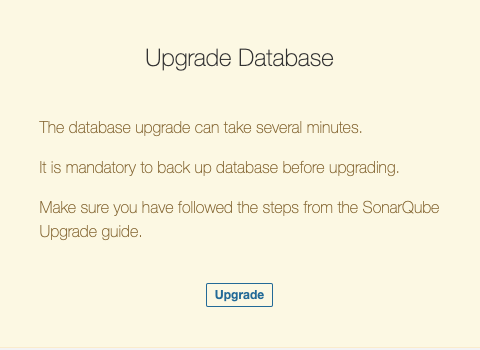 Upgrade Database
The database upgrade can take several minutes.
It is mandatory to back up database before upgrading.
Make sure you have followed the steps from the SonarQube
Upgrade guide.
Upgrade